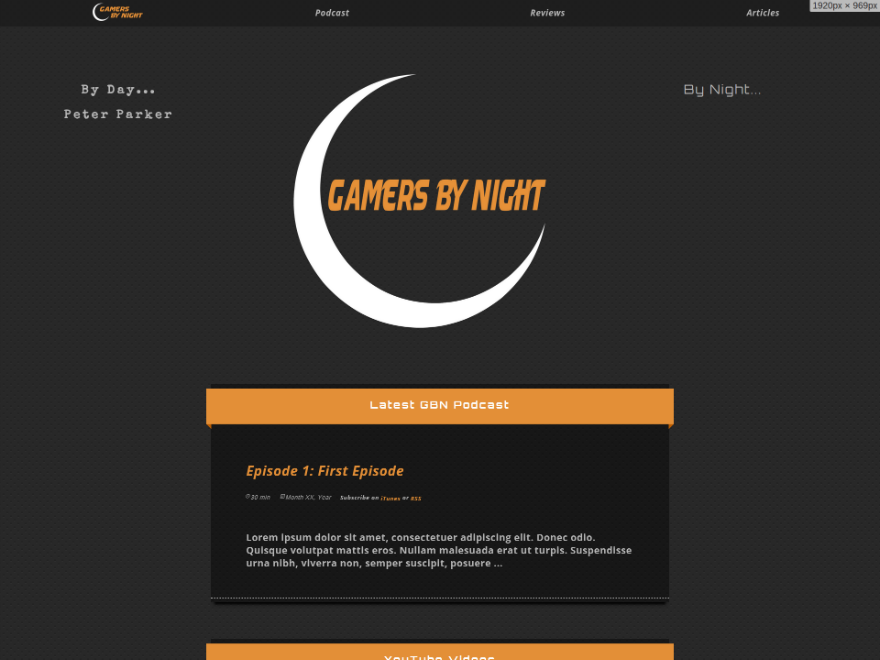 GAMERS BY NIGHT
Podcast
Reviews
Articles
1920px × 969px
By Day...
Peter Parker
By Night...
GAMERS BY NIGHT
Latest GBN Podcast
Episode 1: First Episode
30 min Month XX, Year Subscribe on iTunes or RSS
Lorem ipsum dolor sit amet, consectetuer adipiscing elit. Donec odio.
Quisque volutpat mattis eros. Nullam malesuada erat ut turpis. Suspendisse
urna nibh, viverra non, semper suscipit, posuere ...
YouTube Videos